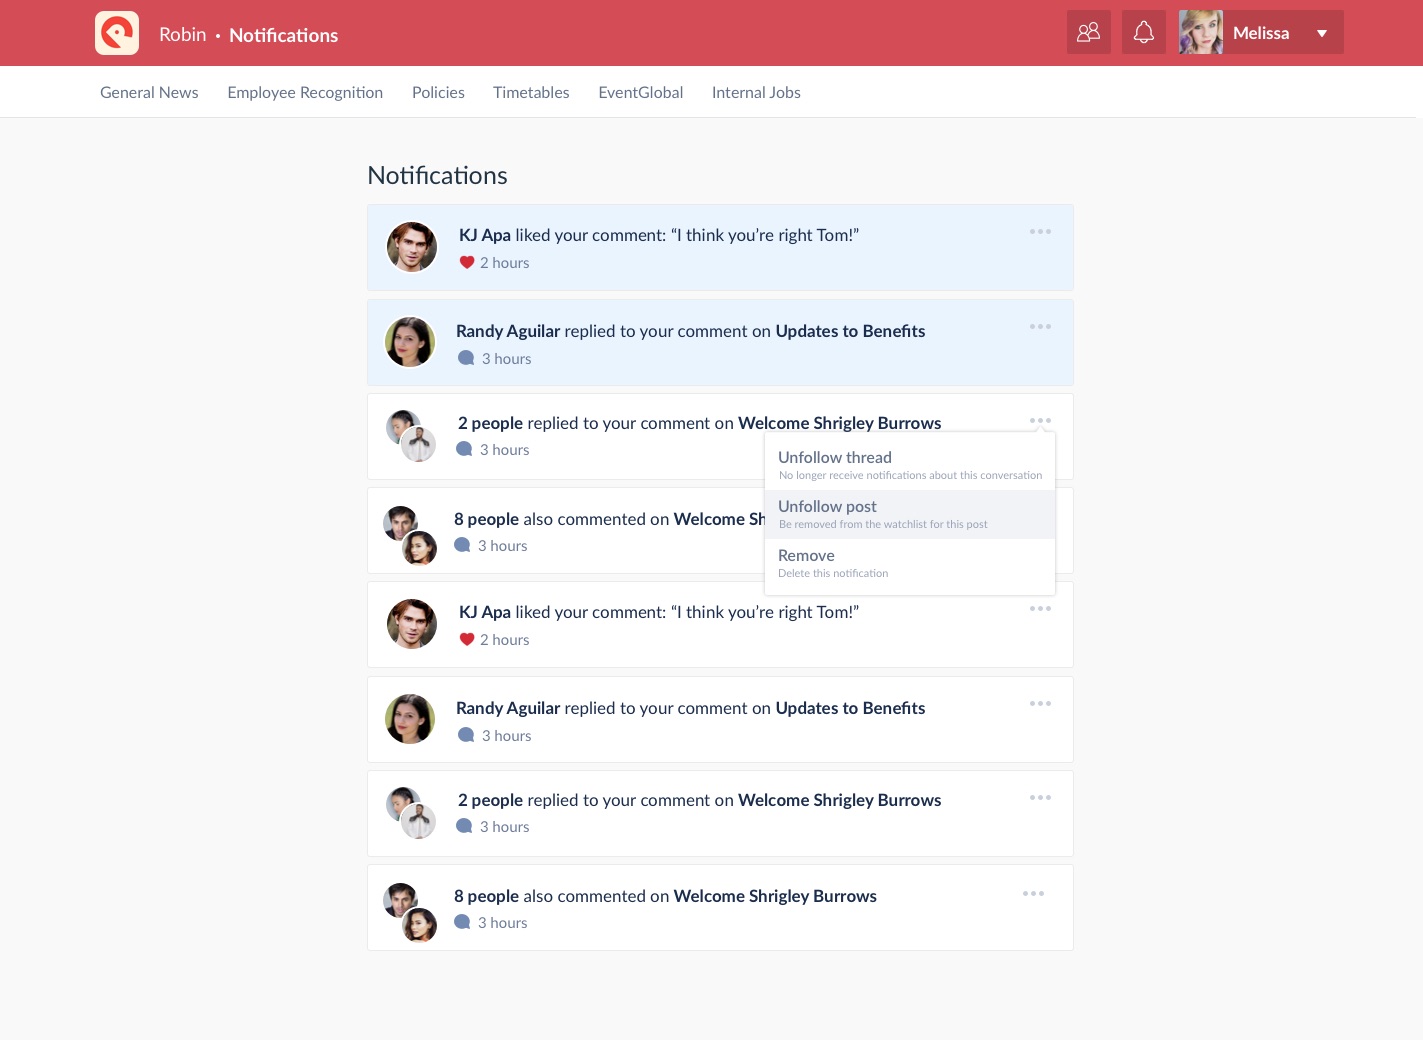 Robin • Notifications
Melissa
General News Employee Recognition Policies Timetables EventGlobal Internal Jobs
Notifications
KJ Apa liked your comment: “I think you’re right Tom!”
2 hours
Randy Aguilar replied to your comment on Updates to Benefits
3 hours
2 people replied to your comment on Welcome Shrigley Burrows
3 hours
Unfollow thread
No longer receive notifications about this conversation
Unfollow post
Be removed from the watchlist for this post
Remove
Delete this notification
8 people also commented on Welcome Sh
3 hours
KJ Apa liked your comment: “I think you’re right Tom!”
2 hours
Randy Aguilar replied to your comment on Updates to Benefits
3 hours
2 people replied to your comment on Welcome Shrigley Burrows
3 hours
8 people also commented on Welcome Shrigley Burrows
3 hours